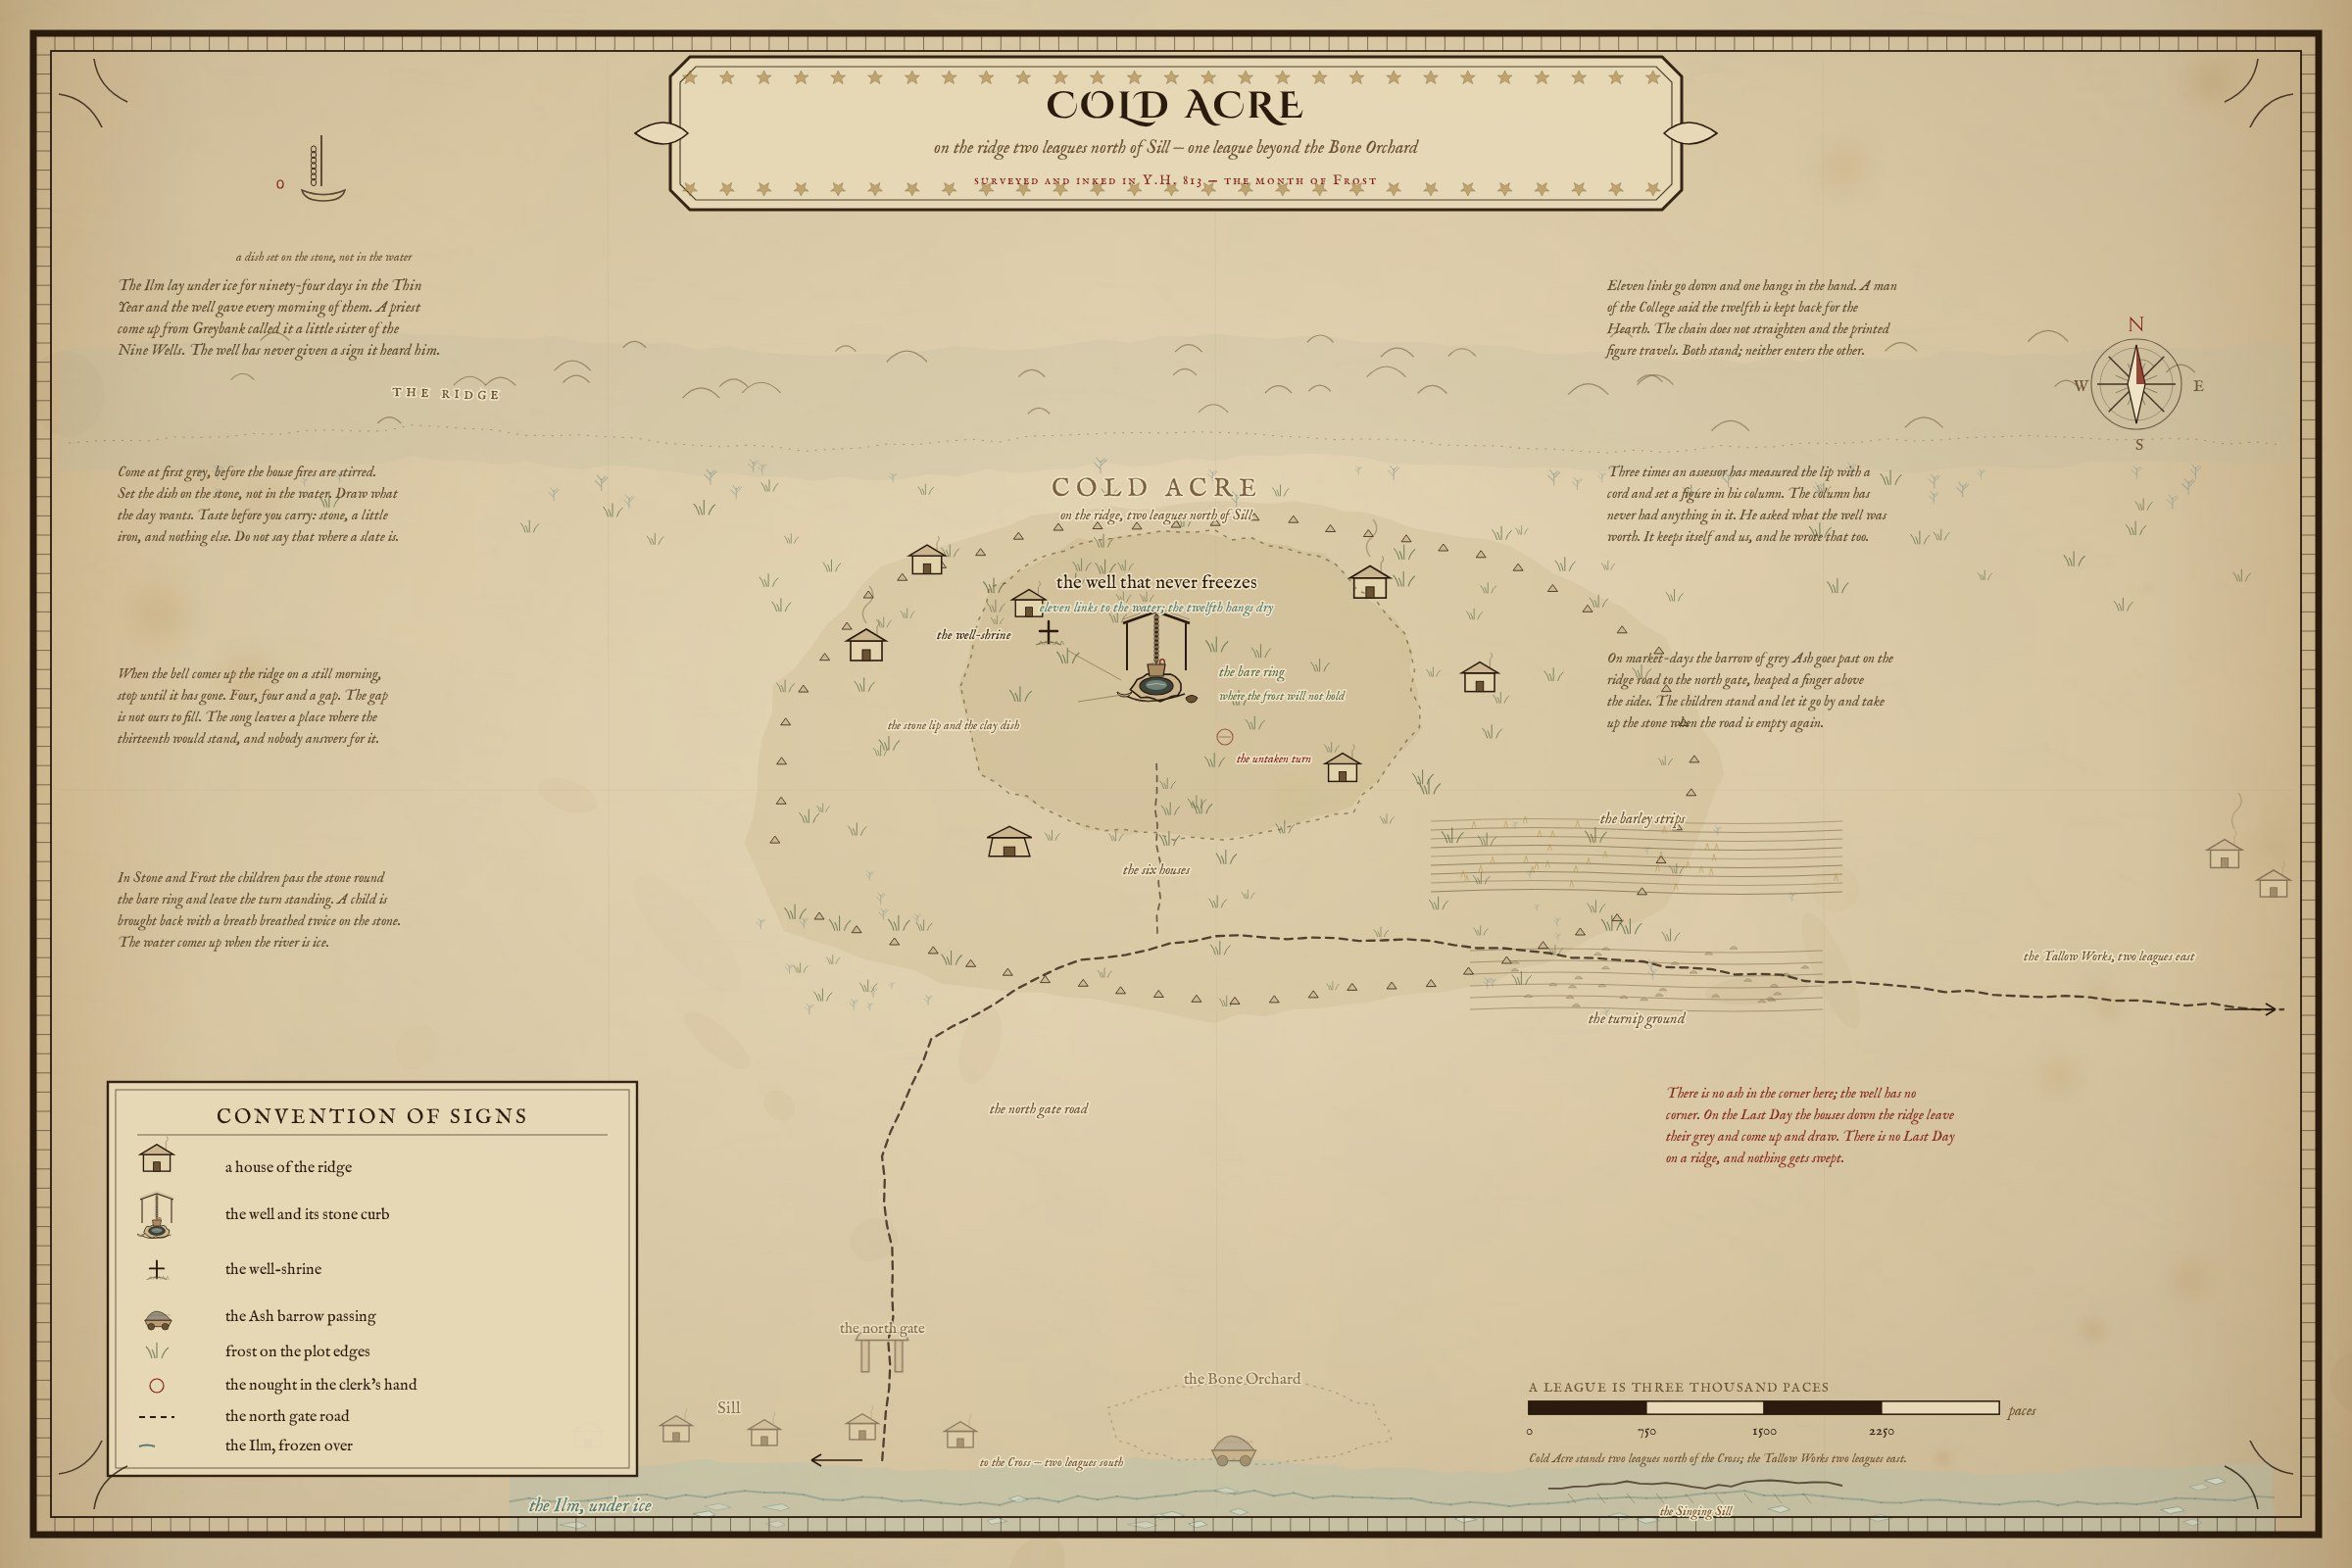 COLD ACRE
on the ridge two leagues north of Sill — one league beyond the Bone Orchard
surveyed and inked in Y.H. 813 — the month of Frost
o
a dish set on the stone, not in the water
The Ilm lay under ice for ninety-four days in the Thin
Year and the well gave every morning of them. A priest
come up from Greybank called it a little sister of the
Nine Wells. The well has never given a sign it heard him.
Eleven links go down and one hangs in the hand. A man
of the College said the twelfth is kept back for the
Hearth. The chain does not straighten and the printed
figure travels. Both stand; neither enters the other.
N
W
E
S
THE RIDGE
Come at first grey, before the house fires are stirred.
Set the dish on the stone, not in the water. Draw what
the day wants. Taste before you carry: stone, a little
iron, and nothing else. Do not say that where a slate is.
COLD ACRE
on the ridge, two leagues north of Sill
Three times an assessor has measured the lip with a
cord and set a figure in his column. The column has
never had anything in it. He asked what the well was
worth. It keeps itself and us, and he wrote that too.
the well that never freezes
eleven links to the water; the twelfth hangs dry
the well-shrine
the bare ring
where the frost will not hold
the stone lip and the clay dish
the untaken turn
When the bell comes up the ridge on a still morning,
stop until it has gone. Four, four and a gap. The gap
is not ours to fill. The song leaves a place where the
thirteenth would stand, and nobody answers for it.
On market-days the barrow of grey Ash goes past on the
ridge road to the north gate, heaped a finger above
the sides. The children stand and let it go by and take
up the stone when the road is empty again.
the barley strips
the six houses
In Stone and Frost the children pass the stone round
the bare ring and leave the turn standing. A child is
brought back with a breath breathed twice on the stone.
The water comes up when the river is ice.
the Tallow Works, two leagues east
the turnip ground
the north gate road
There is no ash in the corner here; the well has no
corner. On the Last Day the houses down the ridge leave
their grey and come up and draw. There is no Last Day
on a ridge, and nothing gets swept.
CONVENTION OF SIGNS
a house of the ridge
the well and its stone curb
the well-shrine
the Ash barrow passing
frost on the plot edges
the nought in the clerk's hand
the north gate road
the Ilm, frozen over
the north gate
Sill
the Bone Orchard
to the Cross — two leagues south
A LEAGUE IS THREE THOUSAND PACES
paces
0 750 1500 2250
Cold Acre stands two leagues north of the Cross; the Tallow Works two leagues east.
the Ilm, under ice
the Singing Sill